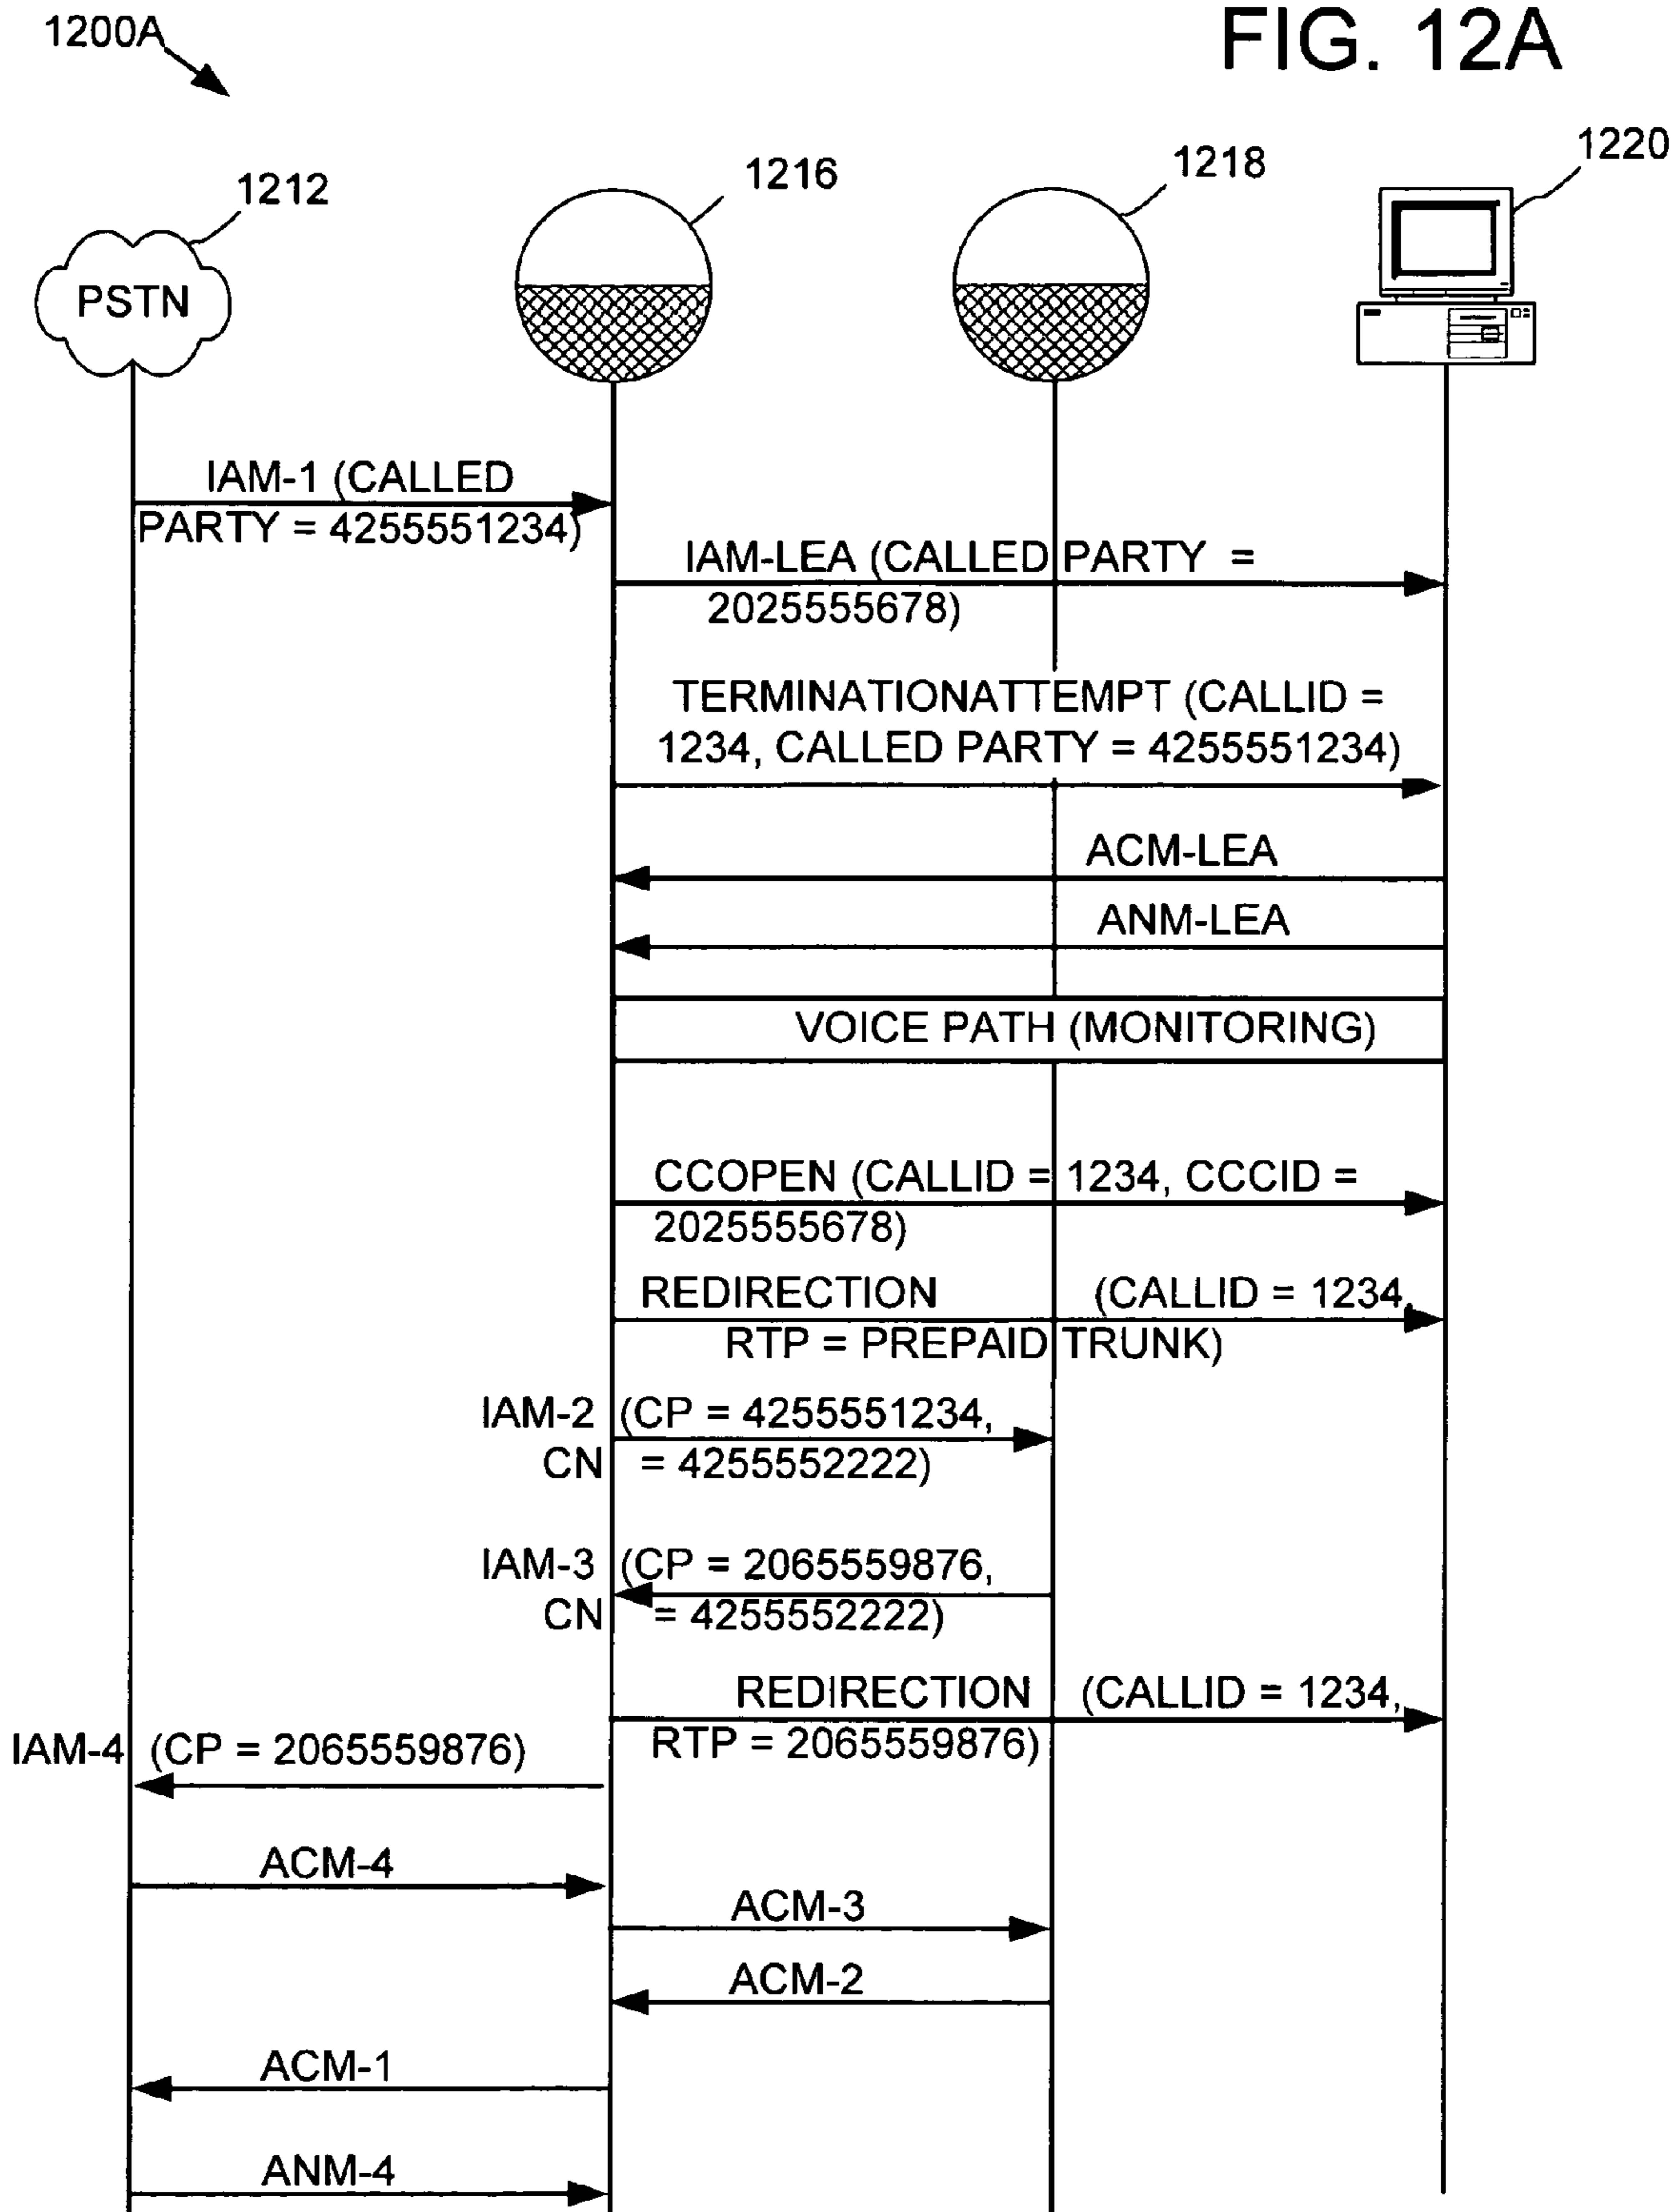 1200A
FIG. 12A
1212
1216
1218
1220
PSTN
IAM-1 (CALLED
PARTY = 4255551234)
IAM-LEA (CALLED PARTY =
2025555678)
TERMINATIONATTEMPT (CALLID =
1234, CALLED PARTY = 4255551234)
ACM-LEA
ANM-LEA
VOICE PATH (MONITORING)
CCOPEN (CALLID = 1234, CCCID =
2025555678)
REDIRECTION (CALLID = 1234,
RTP = PREPAID TRUNK)
IAM-2 (CP = 4255551234,
CN = 4255552222)
IAM-3 (CP = 2065559876,
CN = 4255552222)
REDIRECTION (CALLID = 1234,
RTP = 2065559876)
IAM-4 (CP = 2065559876)
ACM-4
ACM-3
ACM-2
ACM-1
ANM-4